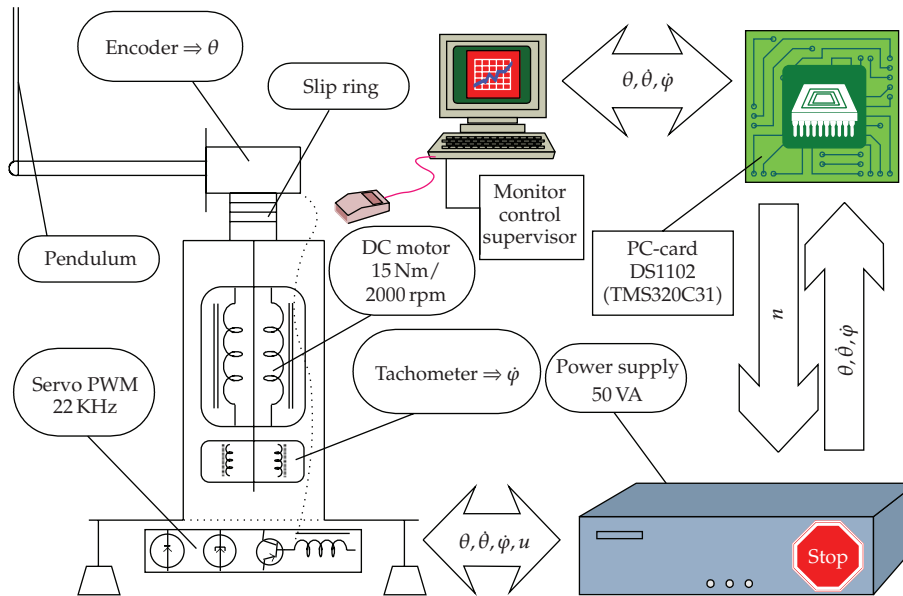 Encoder ⇒ θ
Slip ring
θ, θ̇, φ̇
Monitor
control
supervisor
Pendulum
DC motor
15 Nm/
2000 rpm
PC-card
DS1102
(TMS320C31)
u
θ, θ̇, φ̇
Servo PWM
22 KHz
Tachometer ⇒ φ̇
Power supply
50 VA
θ, θ̇, φ̇, u
Stop